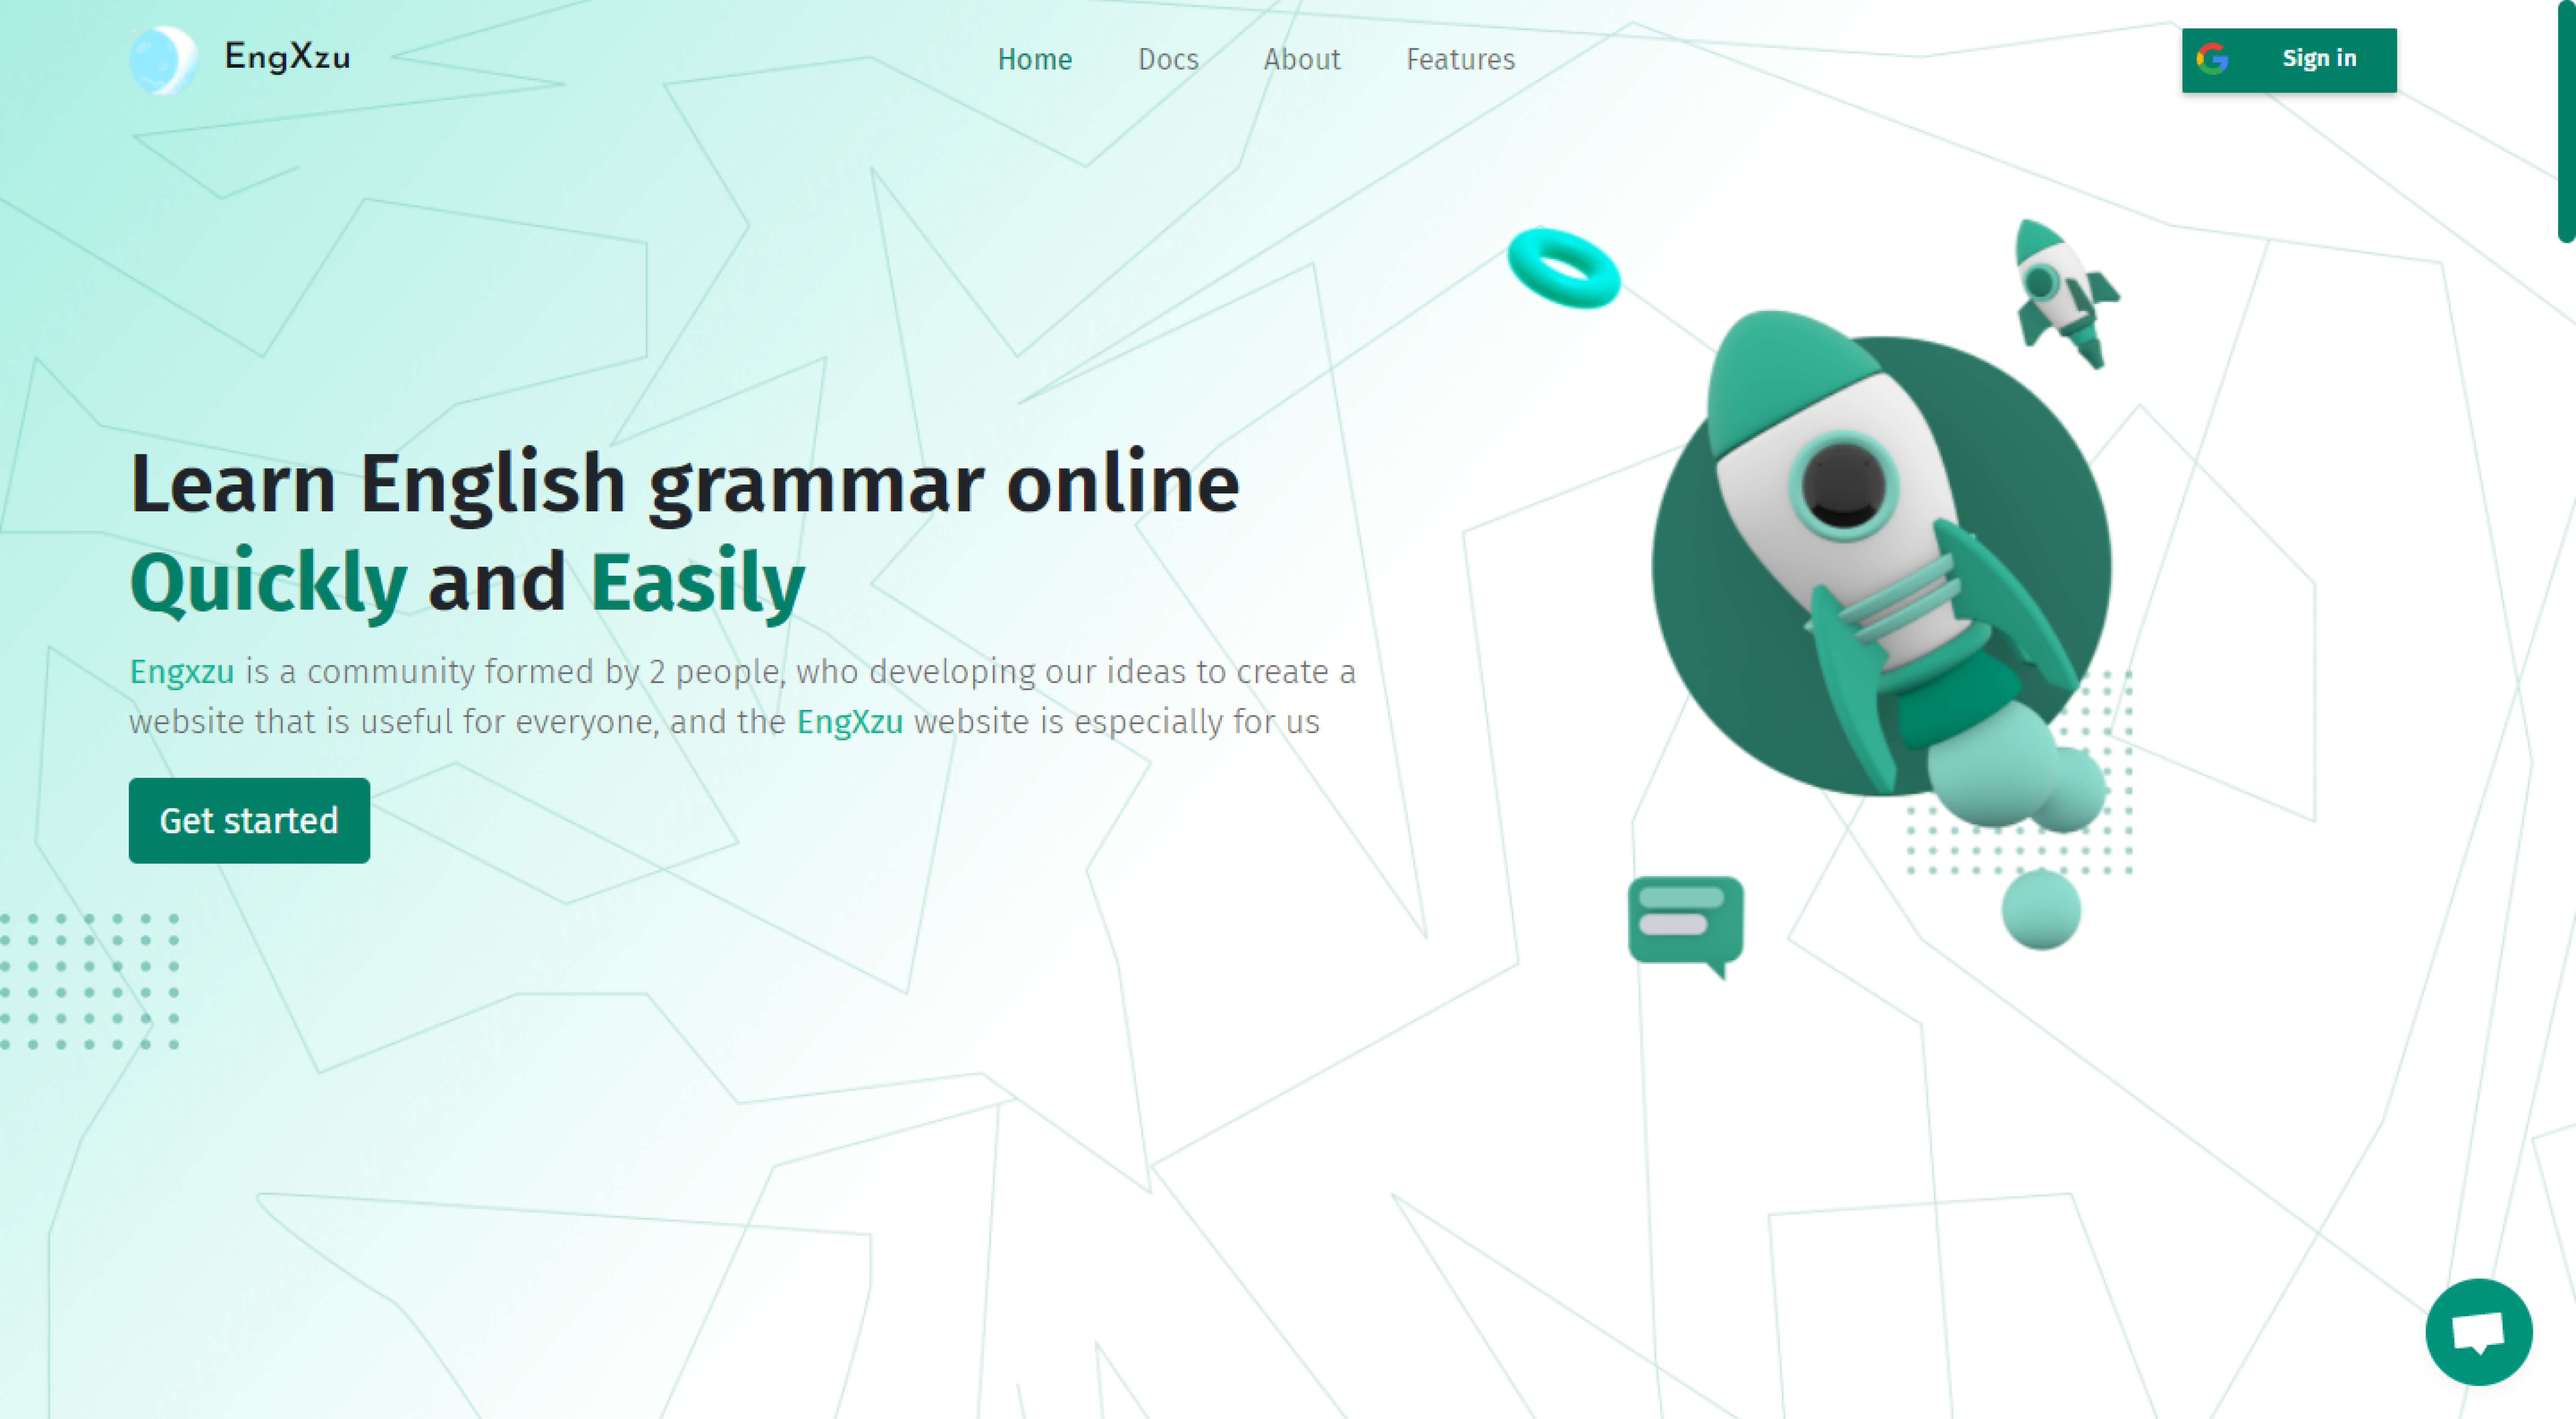 EngXzu
Home Docs About Features
Sign in
Learn English grammar online
Quickly and Easily
Engxzu is a community formed by 2 people, who developing our ideas to create a
website that is useful for everyone, and the EngXzu website is especially for us
Get started